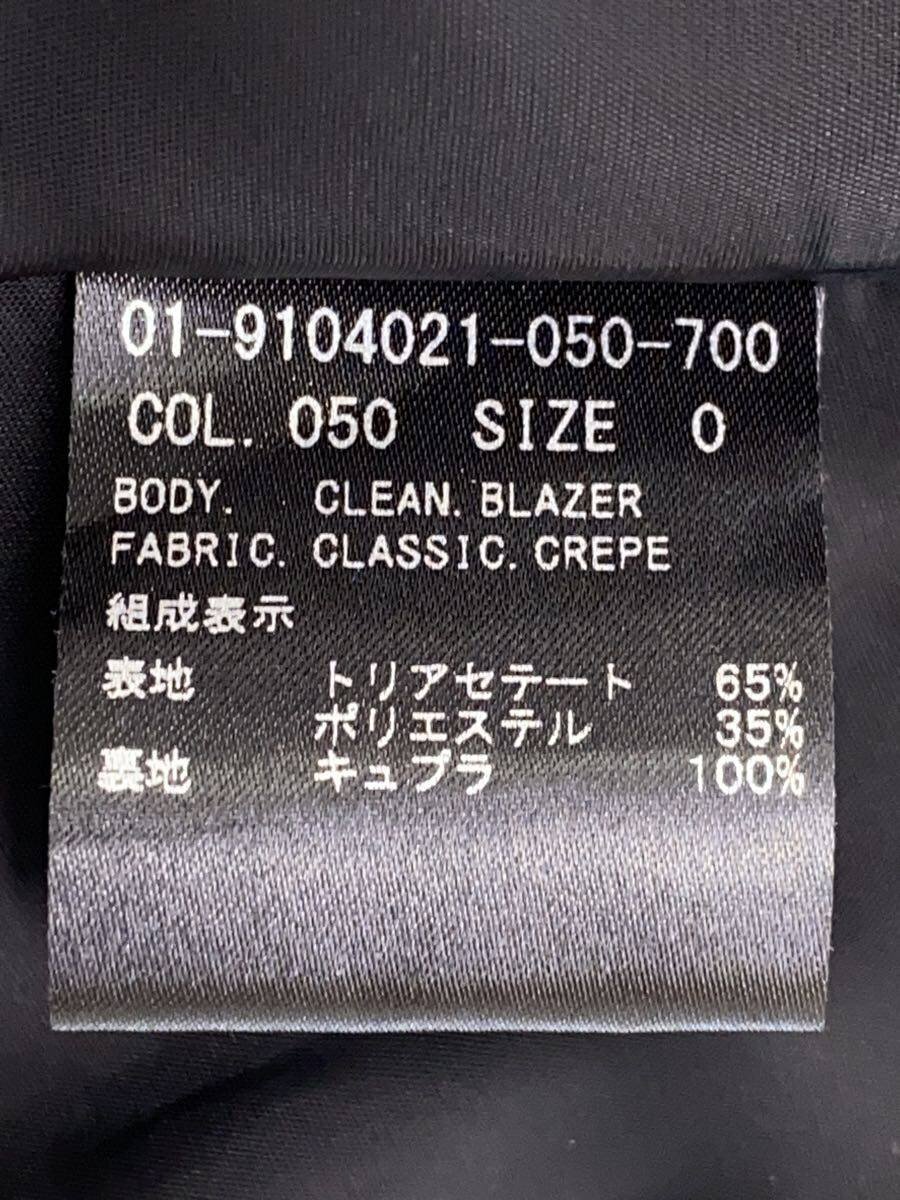 01-9104021-050-700
COL. 050 SIZE 0
BODY. CLEAN. BLAZER
FABRIC. CLASSIC. CREPE
組成表示
表地 トリアセテート 65%
ポリエステル 35%
裏地 キュプラ 100%